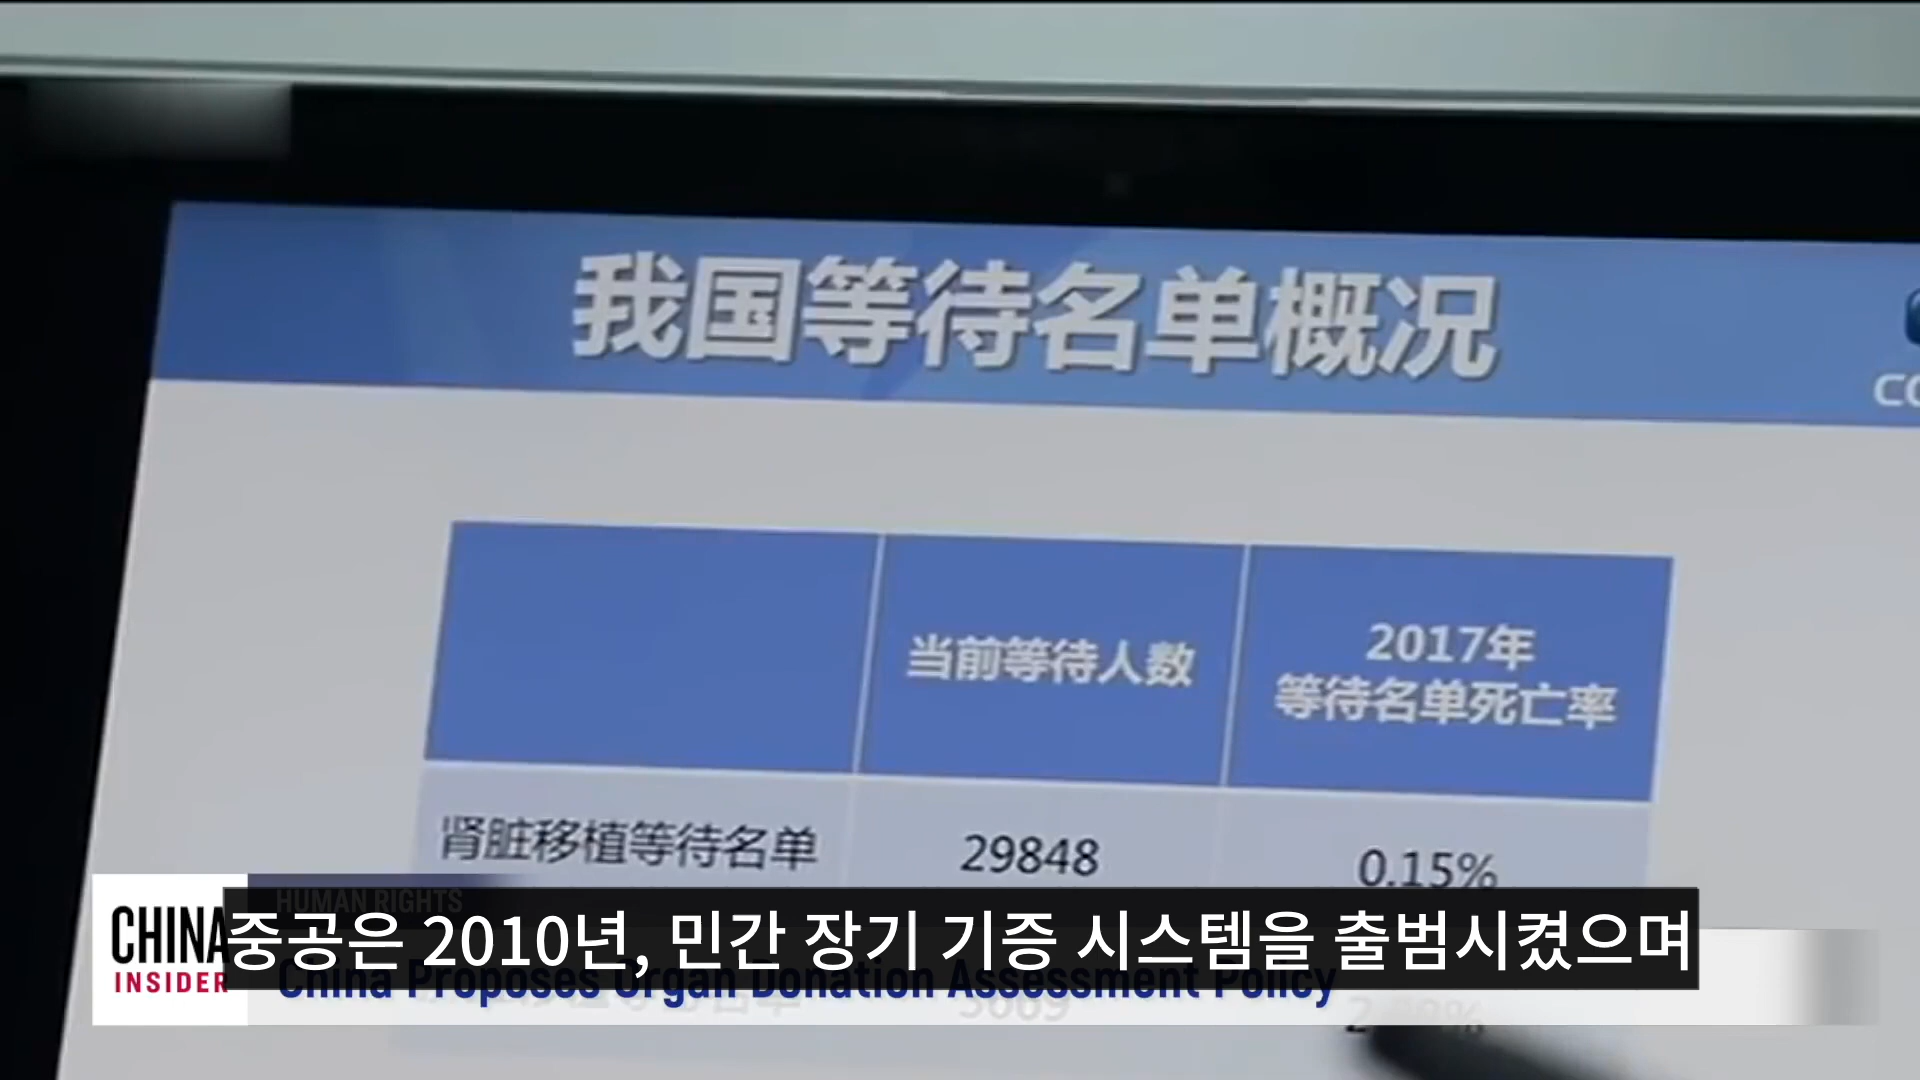 我国等待名单概况
CO
当前等待人数
2017年
等待名单死亡率
肾脏移植等待名单
29848
0.15%
HUMAN RIGHTS
CHINA
INSIDER
중공은 2010년, 민간 장기 기증 시스템을 출범시켰으며
China Proposes Organ Donation Assessment Policy